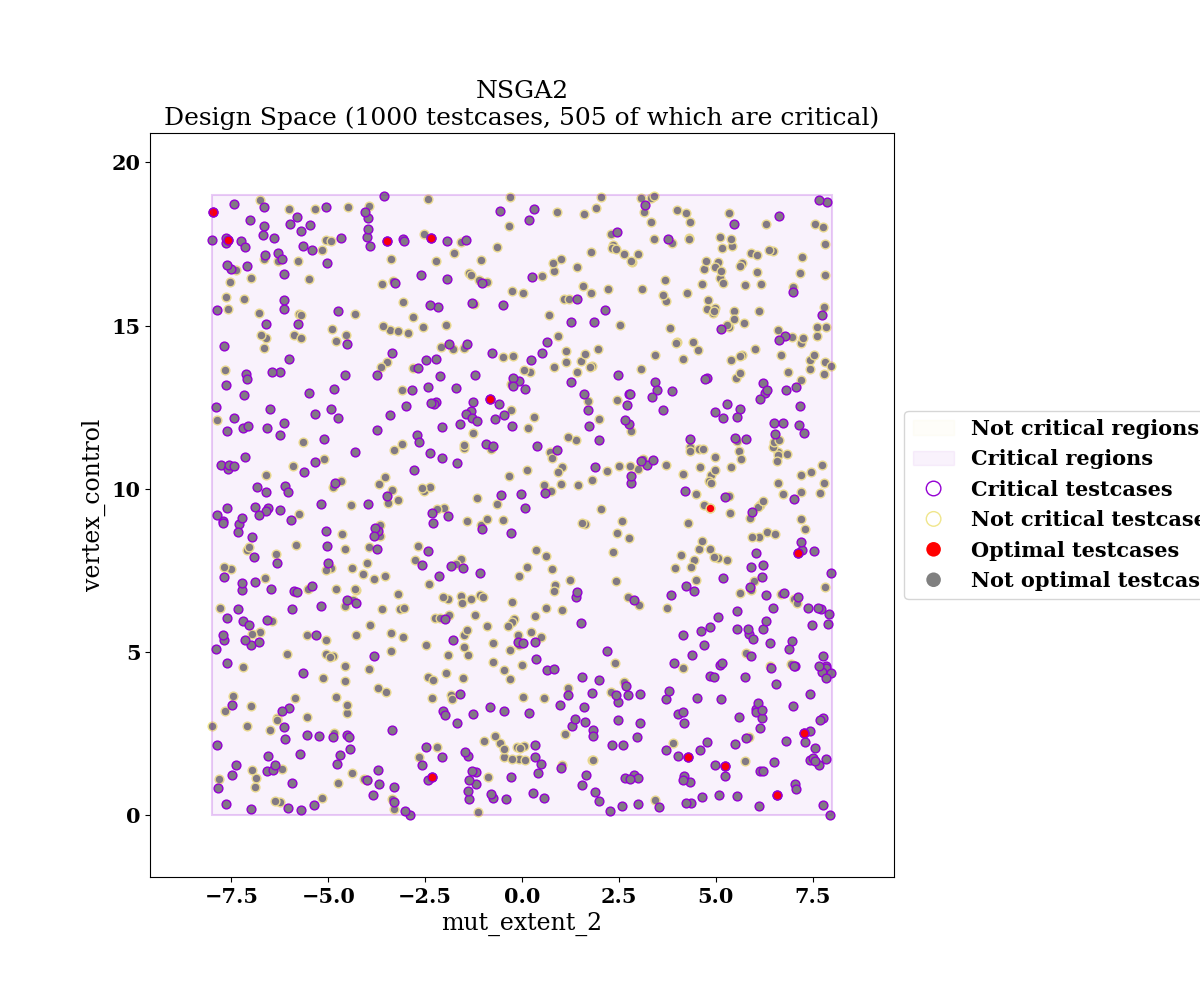 NSGA2
Design Space (1000 testcases, 505 of which are critical)
20
15
10
5
0
vertex_control
−7.5
−5.0
−2.5
0.0
2.5
5.0
7.5
mut_extent_2
Not critical regions
Critical regions
Critical testcases
Not critical testcase
Optimal testcases
Not optimal testcas